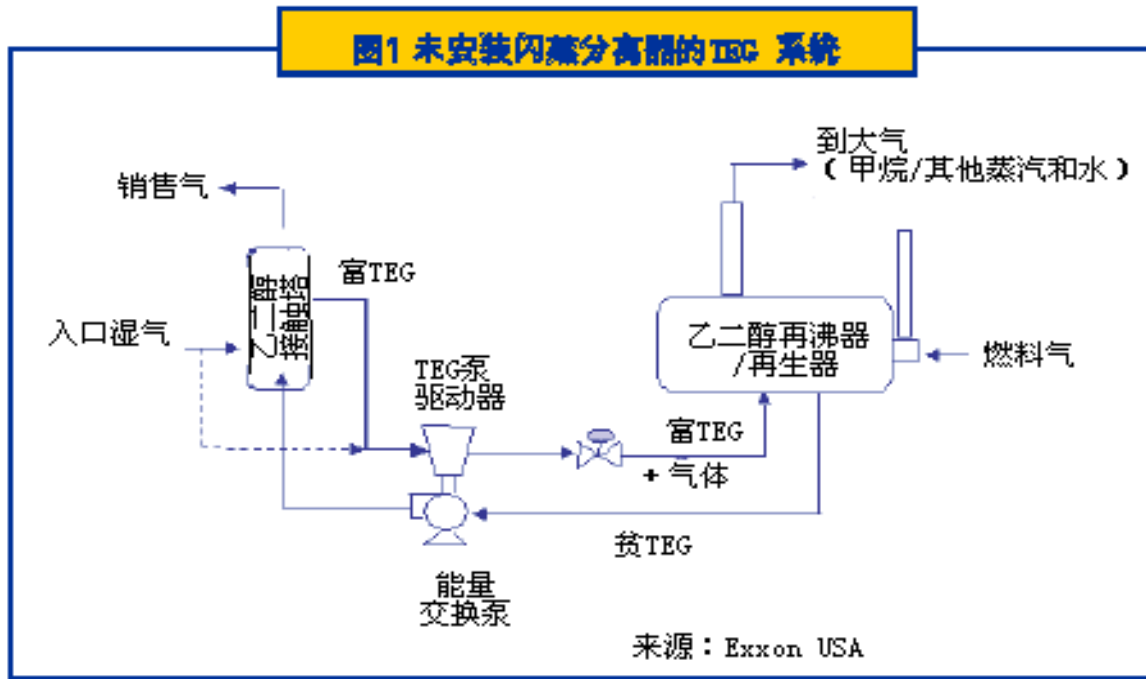 图1 未安装闪蒸分离器的TEG 系统
到大气
(甲烷/其他蒸汽和水)
销售气
富TEG
乙二醇
接触塔
入口湿气
乙二醇再沸器
/再生器
燃料气
TEG泵
驱动器
富TEG
+ 气体
贫TEG
能量
交换泵
来源：Exxon USA